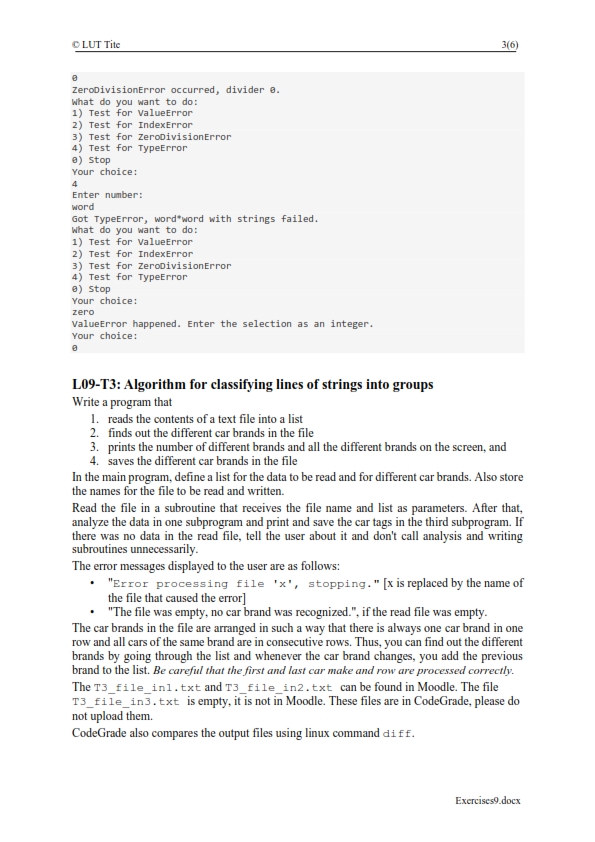 © LUT Tite 3(6)
0
ZeroDivisionError occurred, divider 0.
What do you want to do:
1) Test for ValueError
2) Test for IndexError
3) Test for ZeroDivisionError
4) Test for TypeError
0) Stop
Your choice:
4
Enter number:
word
Got TypeError, word*word with strings failed.
What do you want to do:
1) Test for ValueError
2) Test for IndexError
3) Test for ZeroDivisionError
4) Test for TypeError
0) Stop
Your choice:
zero
ValueError happened. Enter the selection as an integer.
Your choice:
0
L09-T3: Algorithm for classifying lines of strings into groups
Write a program that
1. reads the contents of a text file into a list
2. finds out the different car brands in the file
3. prints the number of different brands and all the different brands on the screen, and
4. saves the different car brands in the file
In the main program, define a list for the data to be read and for different car brands. Also store
the names for the file to be read and written.
Read the file in a subroutine that receives the file name and list as parameters. After that,
analyze the data in one subprogram and print and save the car tags in the third subprogram. If
there was no data in the read file, tell the user about it and don't call analysis and writing
subroutines unnecessarily.
The error messages displayed to the user are as follows:
• "Error processing file 'x', stopping." [x is replaced by the name of
the file that caused the error]
• "The file was empty, no car brand was recognized.", if the read file was empty.
The car brands in the file are arranged in such a way that there is always one car brand in one
row and all cars of the same brand are in consecutive rows. Thus, you can find out the different
brands by going through the list and whenever the car brand changes, you add the previous
brand to the list. Be careful that the first and last car make and row are processed correctly.
The T3_file_in1.txt and T3_file_in2.txt can be found in Moodle. The file
T3_file_in3.txt is empty, it is not in Moodle. These files are in CodeGrade, please do
not upload them.
CodeGrade also compares the output files using linux command diff.
Exercises9.docx